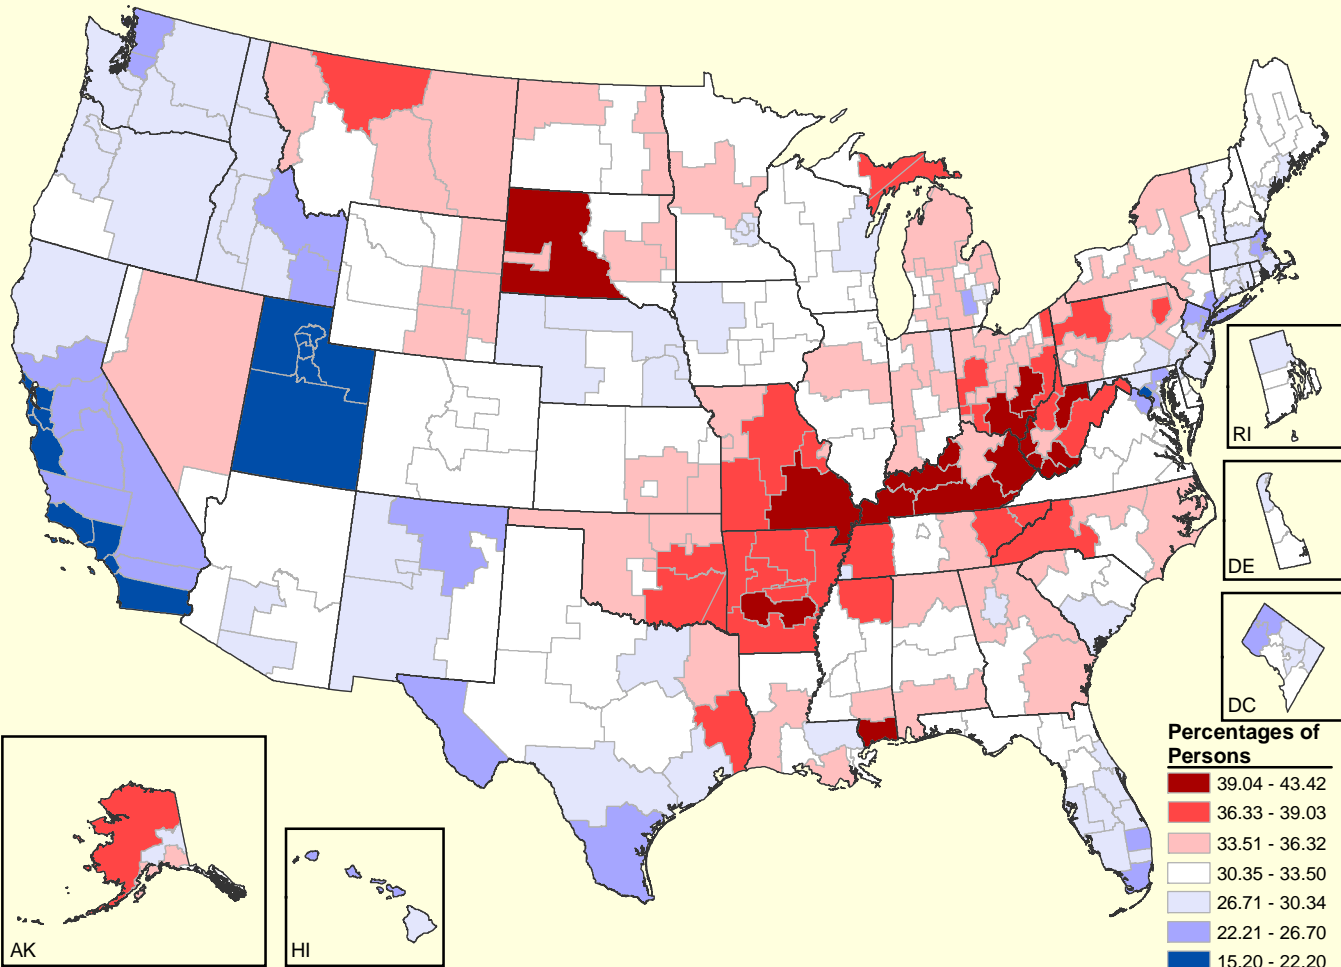 RI
DE
DC
AK
HI
Percentages of
Persons
39.04 - 43.42
36.33 - 39.03
33.51 - 36.32
30.35 - 33.50
26.71 - 30.34
22.21 - 26.70
15.20 - 22.20